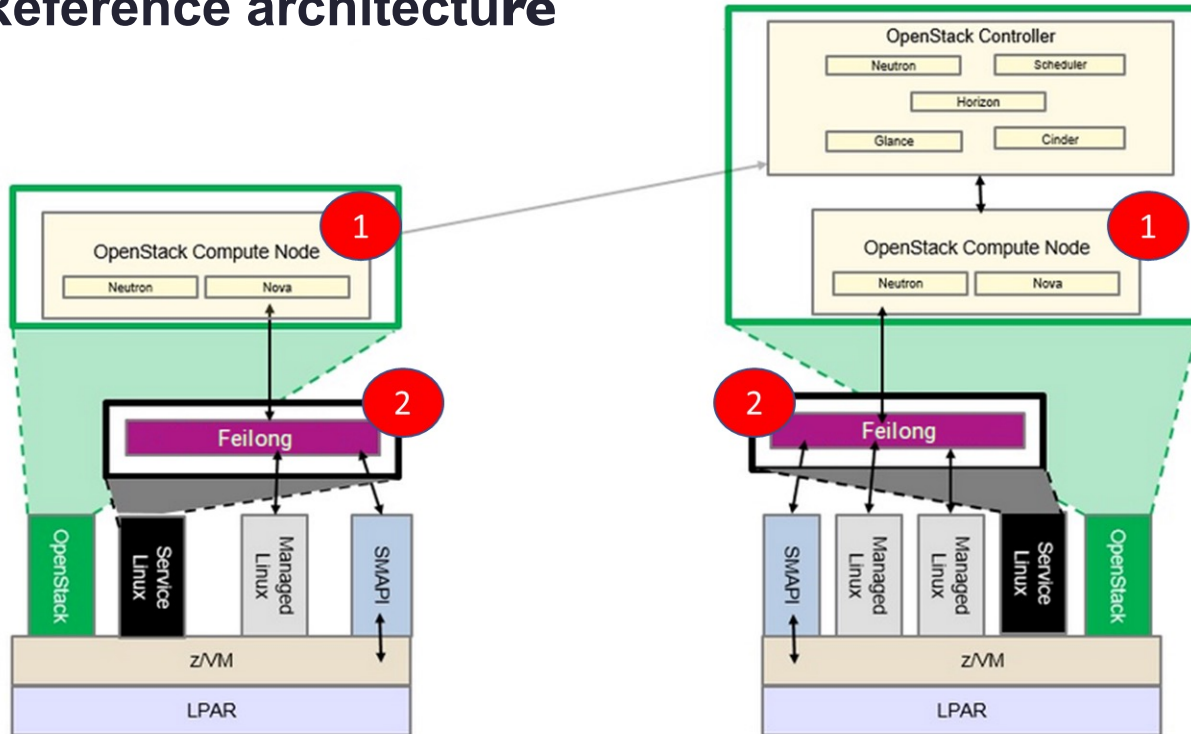 Reference architecture
OpenStack Controller
Neutron
Scheduler
Horizon
Glance
Cinder
1
OpenStack Compute Node
Neutron
Nova
1
OpenStack Compute Node
Neutron
Nova
2
Feilong
2
Feilong
OpenStack
Service
Linux
Managed
Linux
SMAPI
SMAPI
Managed
Linux
Managed
Linux
Service
Linux
OpenStack
z/VM
z/VM
LPAR
LPAR